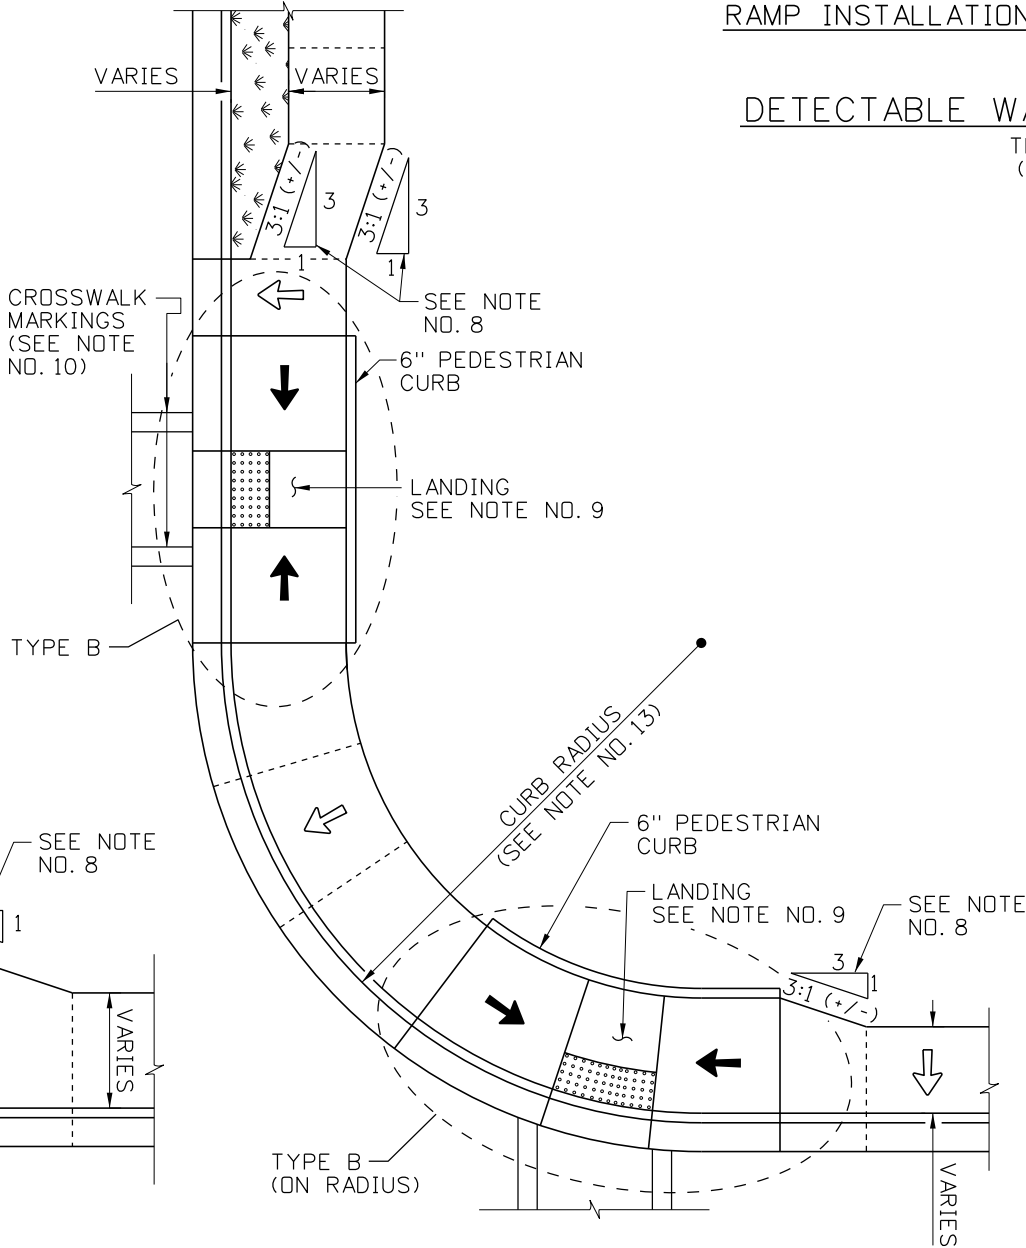 RAMP INSTALLATION
DETECTABLE WA
(
VARIES
VARIES
3:1 (+/-)
3
1
3:1 (+/-)
3
1
SEE NOTE
NO. 8
CROSSWALK
MARKINGS
(SEE NOTE
NO. 10)
6" PEDESTRIAN
CURB
LANDING
SEE NOTE NO. 9
TYPE B
CURB RADIUS
(SEE NOTE NO. 13)
SEE NOTE
NO. 8
1
VARIES
6" PEDESTRIAN
CURB
LANDING
SEE NOTE NO. 9
SEE NOTE
NO. 8
3
1
3:1 (+/-)
TYPE B
(ON RADIUS)
VARIES